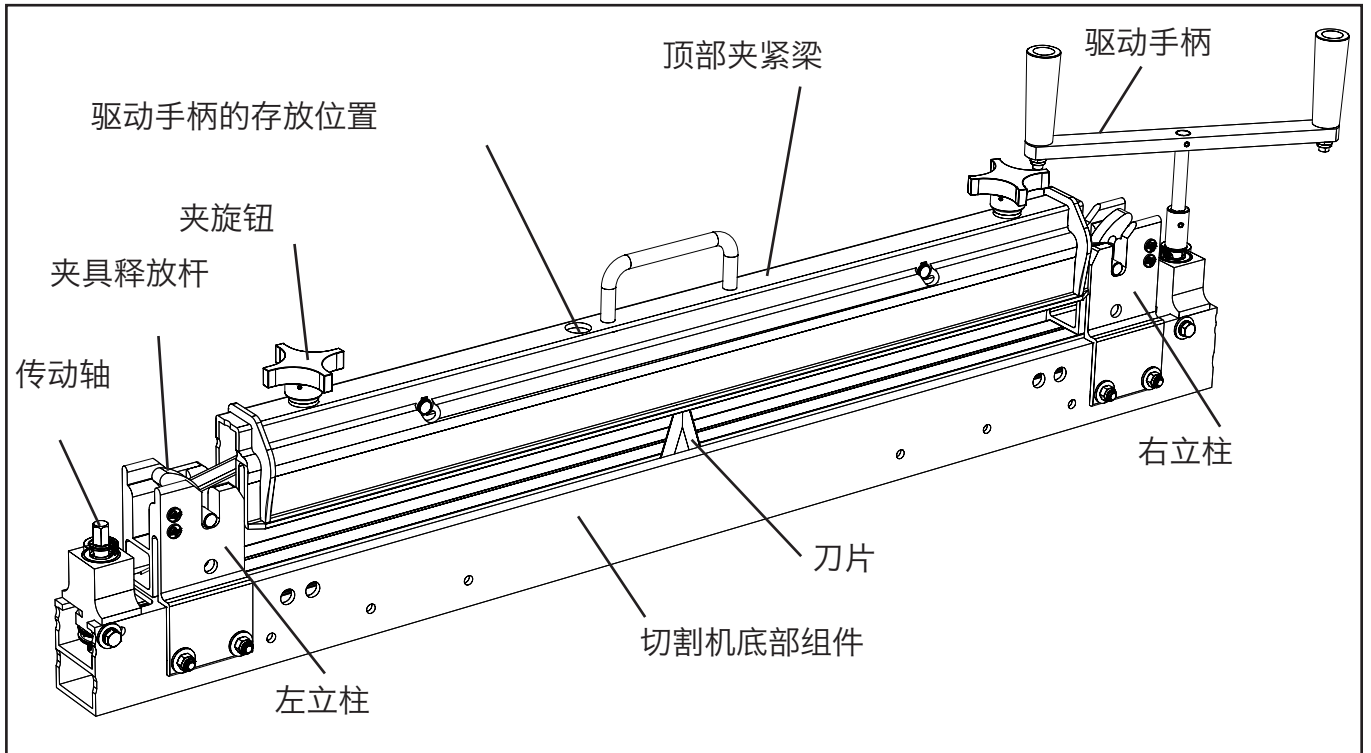 驱动手柄
顶部夹紧梁
驱动手柄的存放位置
夹旋钮
夹具释放杆
传动轴
右立柱
刀片
切割机底部组件
左立柱